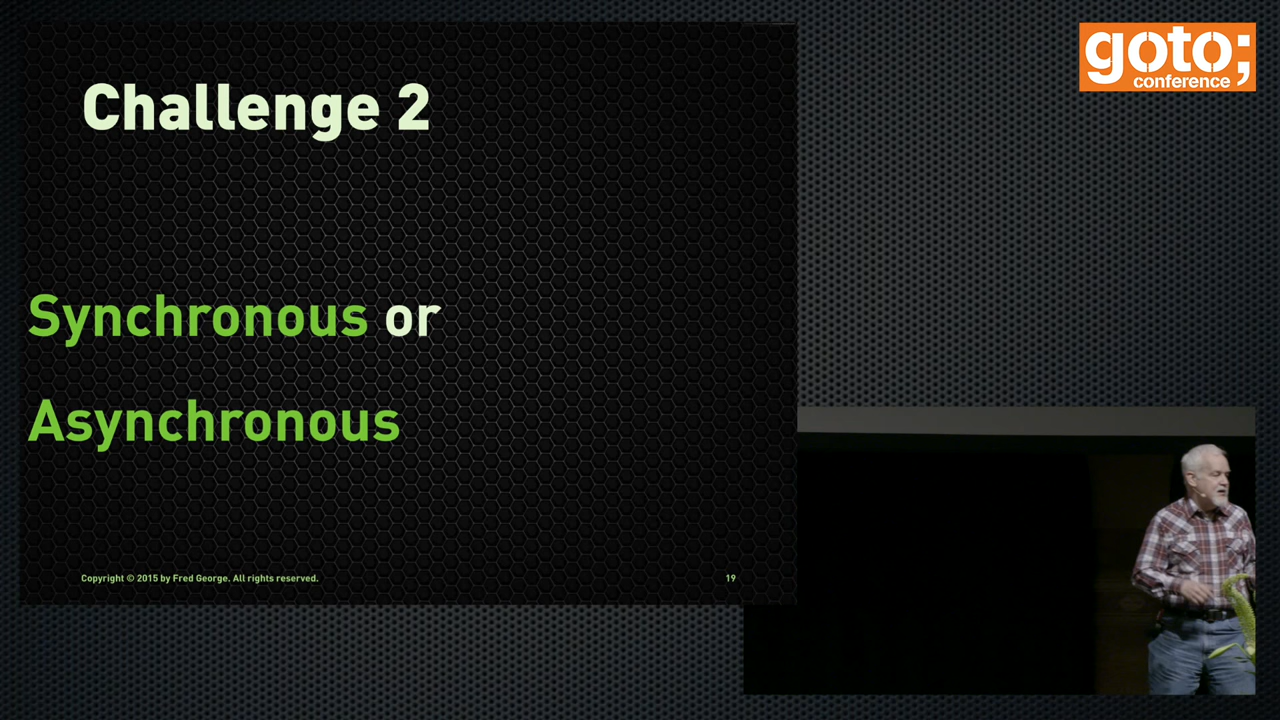 Challenge 2
Synchronous or
Asynchronous
Copyright © 2015 by Fred George. All rights reserved.
19
goto;
conference